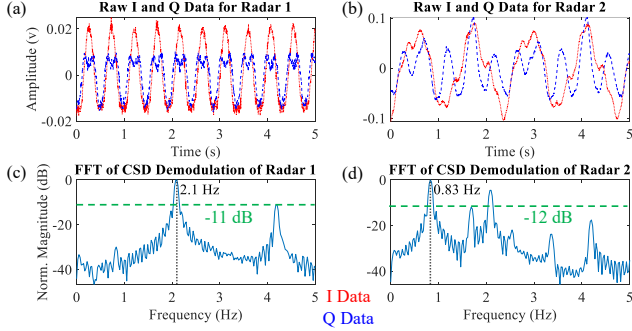 (a) Raw I and Q Data for Radar 1
Amplitude (v)
0.02
0
-0.02
0 1 2 3 4 5
Time (s)
(b) Raw I and Q Data for Radar 2
0.1
0
-0.1
0 1 2 3 4 5
Time (s)
(c) FFT of CSD Demodulation of Radar 1
Norm. Magnitude (dB)
0
-20
-40
2.1 Hz
-11 dB
0 1 2 3 4 5
Frequency (Hz)
(d) FFT of CSD Demodulation of Radar 2
0
-20
-40
0.83 Hz
-12 dB
0 1 2 3 4 5
Frequency (Hz)
I Data
Q Data